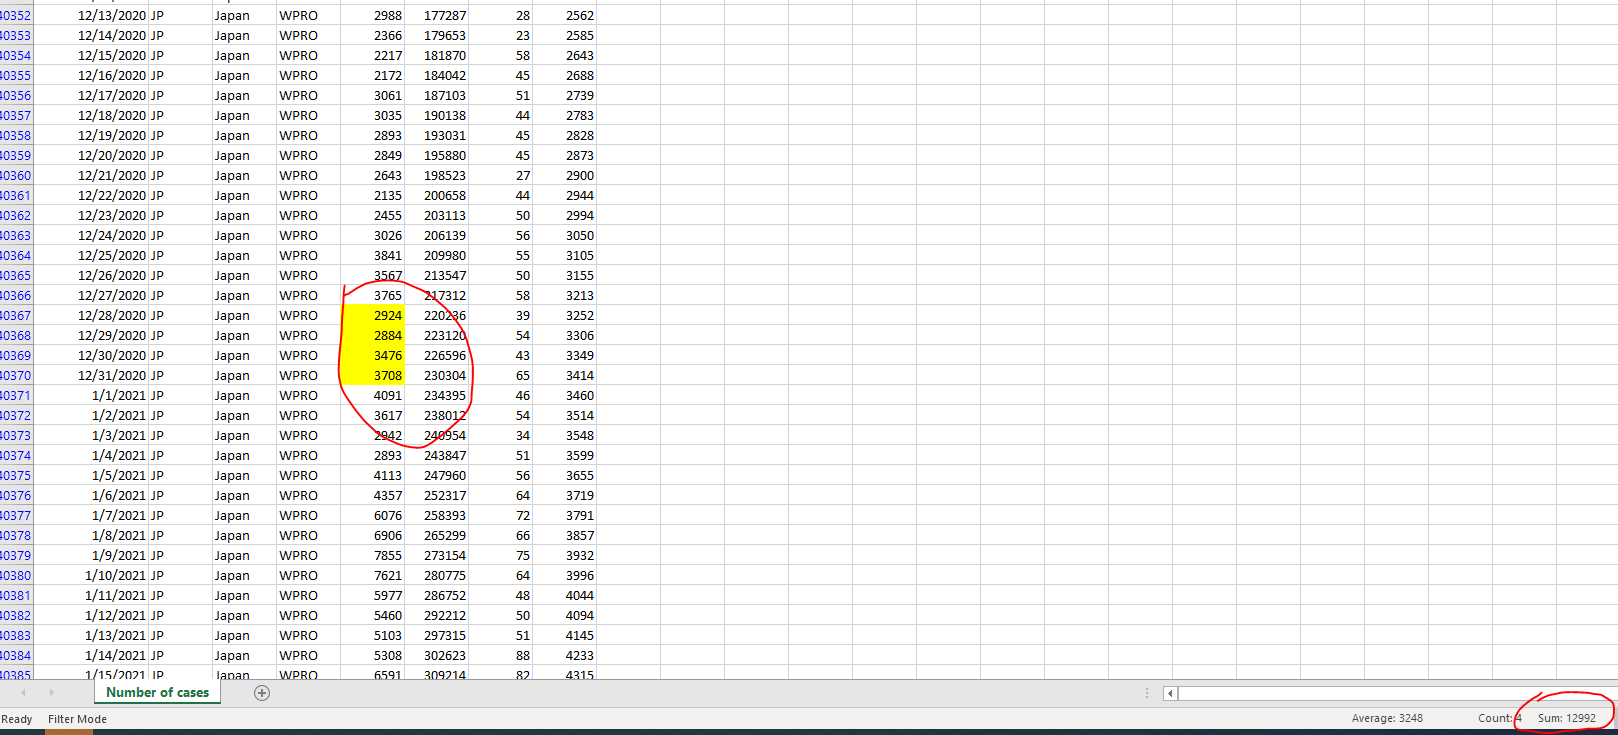 40352 12/13/2020 JP Japan WPRO 2988 177287 28 2562
40353 12/14/2020 JP Japan WPRO 2366 179653 23 2585
40354 12/15/2020 JP Japan WPRO 2217 181870 58 2643
40355 12/16/2020 JP Japan WPRO 2172 184042 45 2688
40356 12/17/2020 JP Japan WPRO 3061 187103 51 2739
40357 12/18/2020 JP Japan WPRO 3035 190138 44 2783
40358 12/19/2020 JP Japan WPRO 2893 193031 45 2828
40359 12/20/2020 JP Japan WPRO 2849 195880 45 2873
40360 12/21/2020 JP Japan WPRO 2643 198523 27 2900
40361 12/22/2020 JP Japan WPRO 2135 200658 44 2944
40362 12/23/2020 JP Japan WPRO 2455 203113 50 2994
40363 12/24/2020 JP Japan WPRO 3026 206139 56 3050
40364 12/25/2020 JP Japan WPRO 3841 209980 55 3105
40365 12/26/2020 JP Japan WPRO 3567 213547 50 3155
40366 12/27/2020 JP Japan WPRO 3765 217312 58 3213
40367 12/28/2020 JP Japan WPRO 2924 220236 39 3252
40368 12/29/2020 JP Japan WPRO 2884 223120 54 3306
40369 12/30/2020 JP Japan WPRO 3476 226596 43 3349
40370 12/31/2020 JP Japan WPRO 3708 230304 65 3414
40371 1/1/2021 JP Japan WPRO 4091 234395 46 3460
40372 1/2/2021 JP Japan WPRO 3617 238012 54 3514
40373 1/3/2021 JP Japan WPRO 2942 240954 34 3548
40374 1/4/2021 JP Japan WPRO 2893 243847 51 3599
40375 1/5/2021 JP Japan WPRO 4113 247960 56 3655
40376 1/6/2021 JP Japan WPRO 4357 252317 64 3719
40377 1/7/2021 JP Japan WPRO 6076 258393 72 3791
40378 1/8/2021 JP Japan WPRO 6906 265299 66 3857
40379 1/9/2021 JP Japan WPRO 7855 273154 75 3932
40380 1/10/2021 JP Japan WPRO 7621 280775 64 3996
40381 1/11/2021 JP Japan WPRO 5977 286752 48 4044
40382 1/12/2021 JP Japan WPRO 5460 292212 50 4094
40383 1/13/2021 JP Japan WPRO 5103 297315 51 4145
40384 1/14/2021 JP Japan WPRO 5308 302623 88 4233
40385 1/15/2021 JP Japan WPRO 6591 309214 82 4315
Number of cases
Ready Filter Mode Average: 3248 Count: 4 Sum: 12992